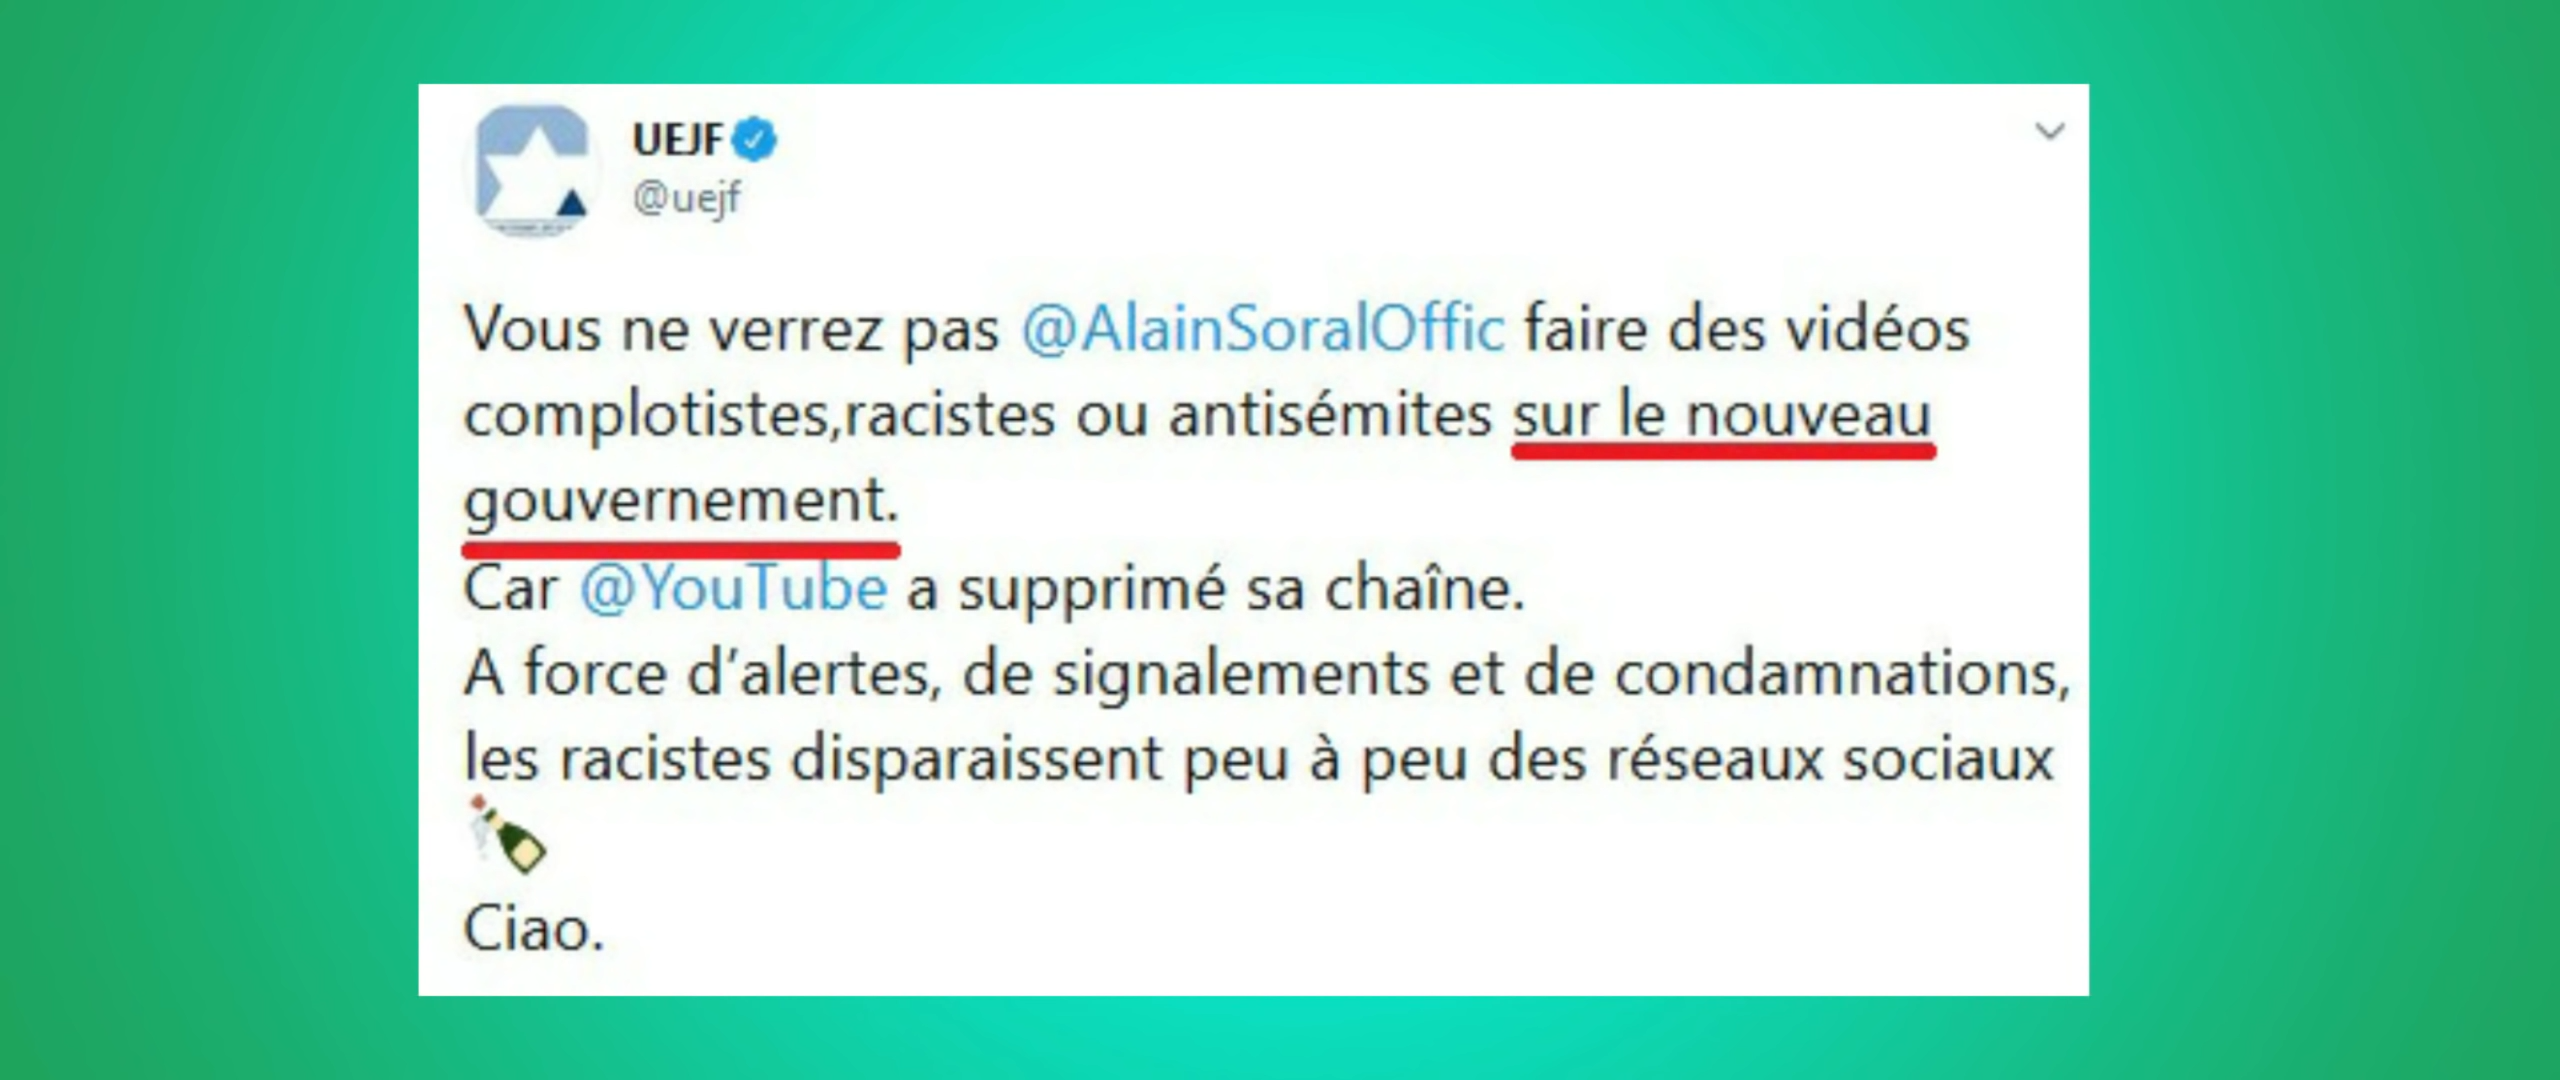 UEJF
@uejf
Vous ne verrez pas @AlainSoralOffic faire des vidéos
complotistes,racistes ou antisémites sur le nouveau
gouvernement.
Car @YouTube a supprimé sa chaîne.
A force d’alertes, de signalements et de condamnations,
les racistes disparaissent peu à peu des réseaux sociaux
🍾
Ciao.